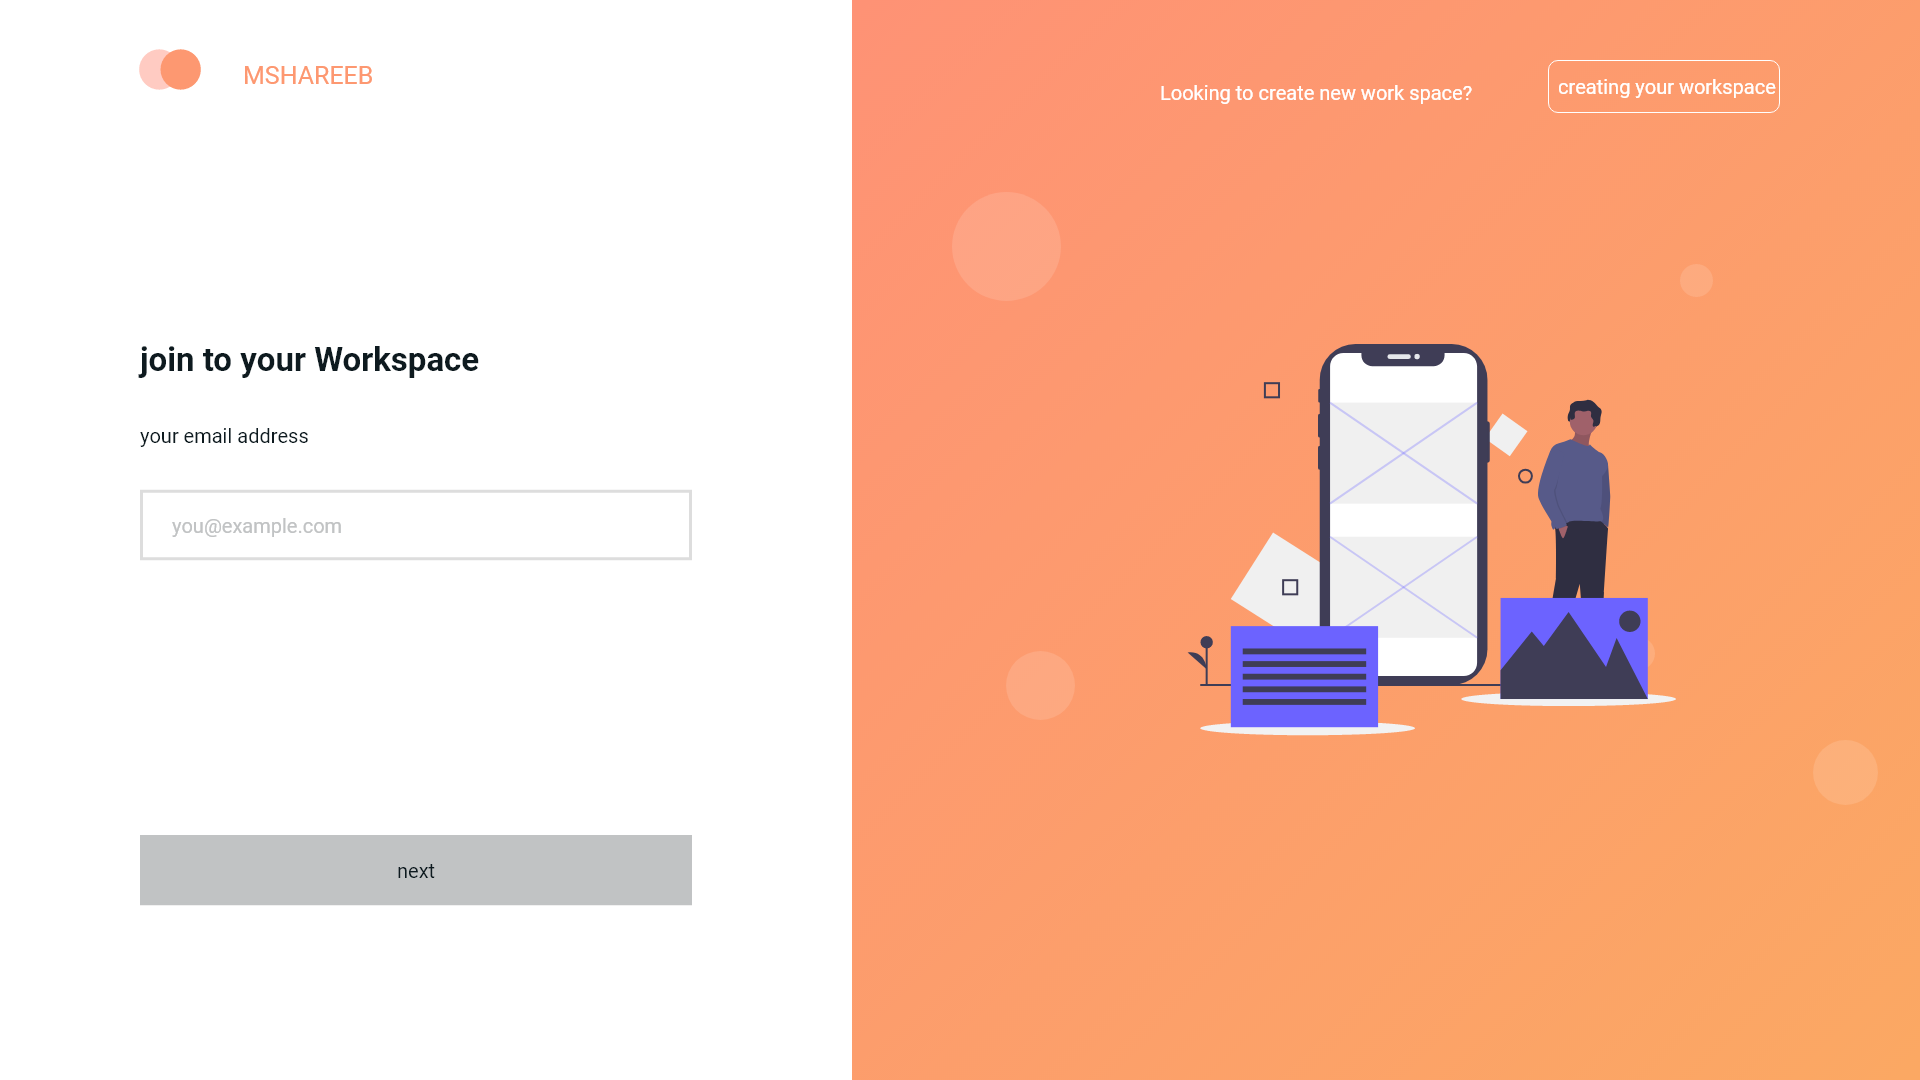 MSHAREEB
Looking to create new work space?
creating your workspace
join to your Workspace
your email address
you@example.com
next